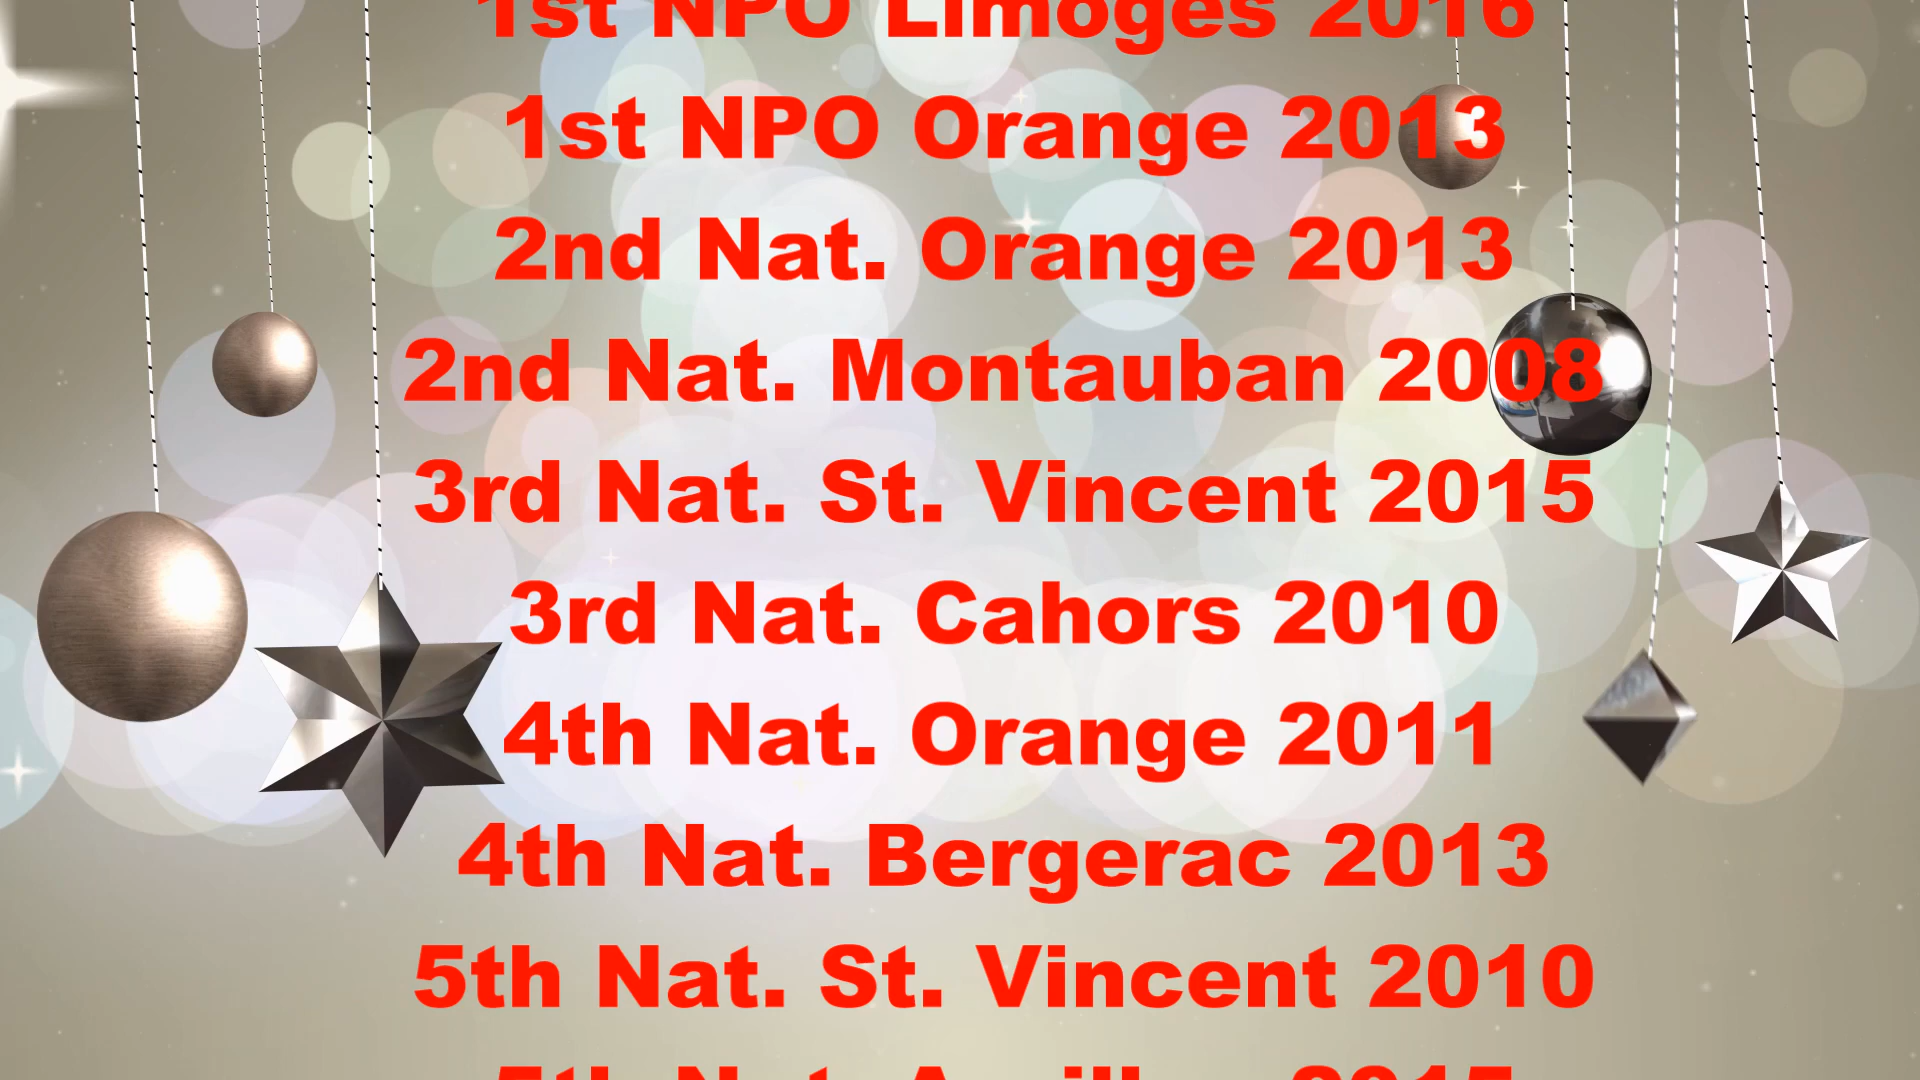 1st NPO Limoges 2016
1st NPO Orange 2013
2nd Nat. Orange 2013
2nd Nat. Montauban 2008
3rd Nat. St. Vincent 2015
3rd Nat. Cahors 2010
4th Nat. Orange 2011
4th Nat. Bergerac 2013
5th Nat. St. Vincent 2010
5th Nat.